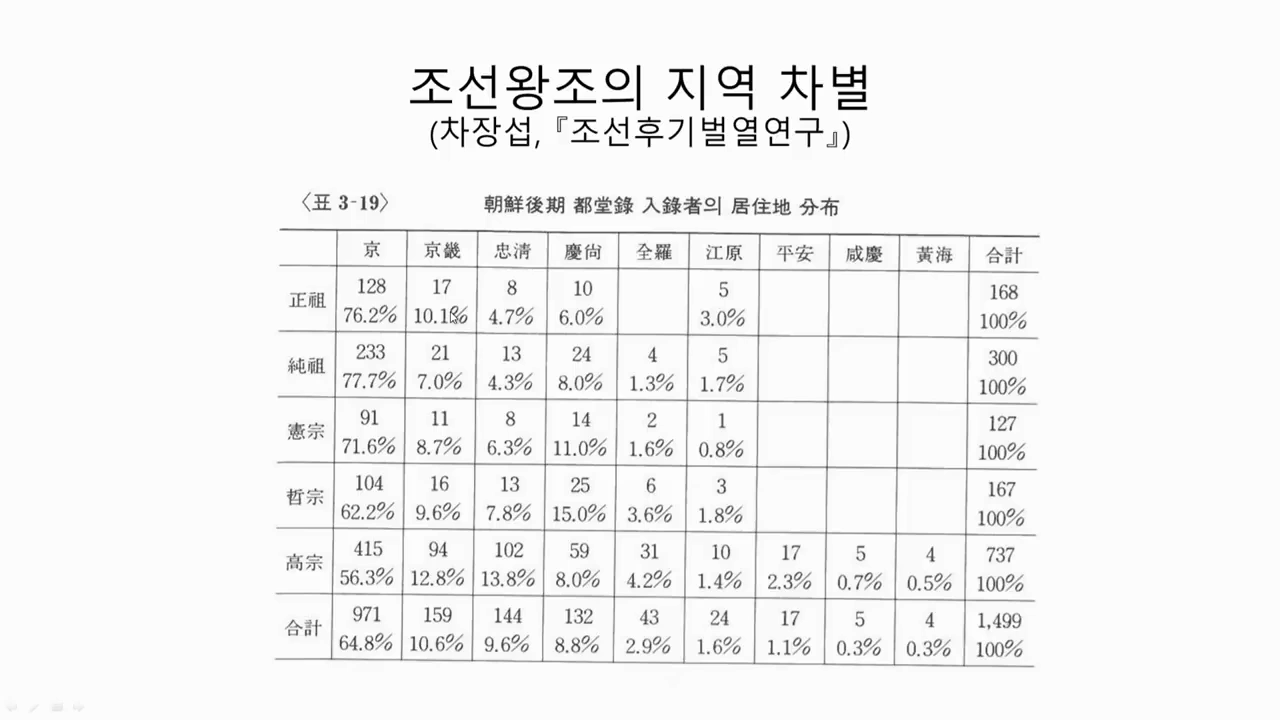 조선왕조의 지역 차별
(차장섭, 『조선후기벌열연구』)
〈표 3-19〉 朝鮮後期 都堂錄 入錄者의 居住地 分布
京 京畿 忠淸 慶尙 全羅 江原 平安 咸慶 黃海 合計
正祖 128 17 8 10 5 168
76.2% 10.1% 4.7% 6.0% 3.0% 100%
純祖 233 21 13 24 4 5 300
77.7% 7.0% 4.3% 8.0% 1.3% 1.7% 100%
憲宗 91 11 8 14 2 1 127
71.6% 8.7% 6.3% 11.0% 1.6% 0.8% 100%
哲宗 104 16 13 25 6 3 167
62.2% 9.6% 7.8% 15.0% 3.6% 1.8% 100%
高宗 415 94 102 59 31 10 17 5 4 737
56.3% 12.8% 13.8% 8.0% 4.2% 1.4% 2.3% 0.7% 0.5% 100%
合計 971 159 144 132 43 24 17 5 4 1,499
64.8% 10.6% 9.6% 8.8% 2.9% 1.6% 1.1% 0.3% 0.3% 100%